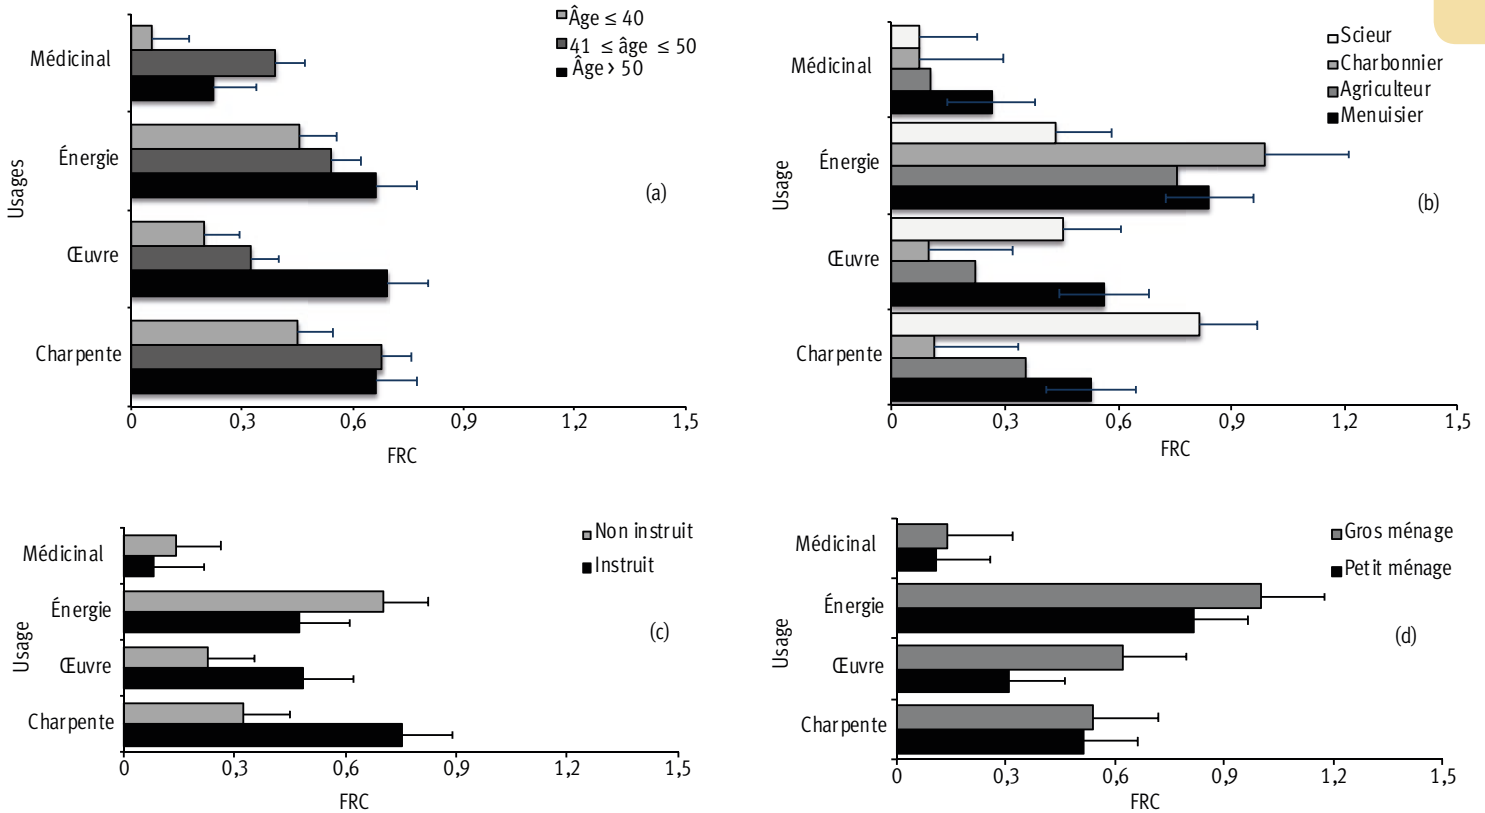 Âge ≤ 40
41 ≤ âge ≤ 50
Âge > 50
Médicinal
Énergie
Œuvre
Charpente
Usages
(a)
0 0,3 0,6 0,9 1,2 1,5
FRC
Scieur
Charbonnier
Agriculteur
Menuisier
Médicinal
Énergie
Œuvre
Charpente
Usage
(b)
0 0,3 0,6 0,9 1,2 1,5
FRC
Non instruit
Instruit
Médicinal
Énergie
Œuvre
Charpente
Usage
(c)
0 0,3 0,6 0,9 1,2 1,5
FRC
Gros ménage
Petit ménage
Médicinal
Énergie
Œuvre
Charpente
Usage
(d)
0 0,3 0,6 0,9 1,2 1,5
FRC